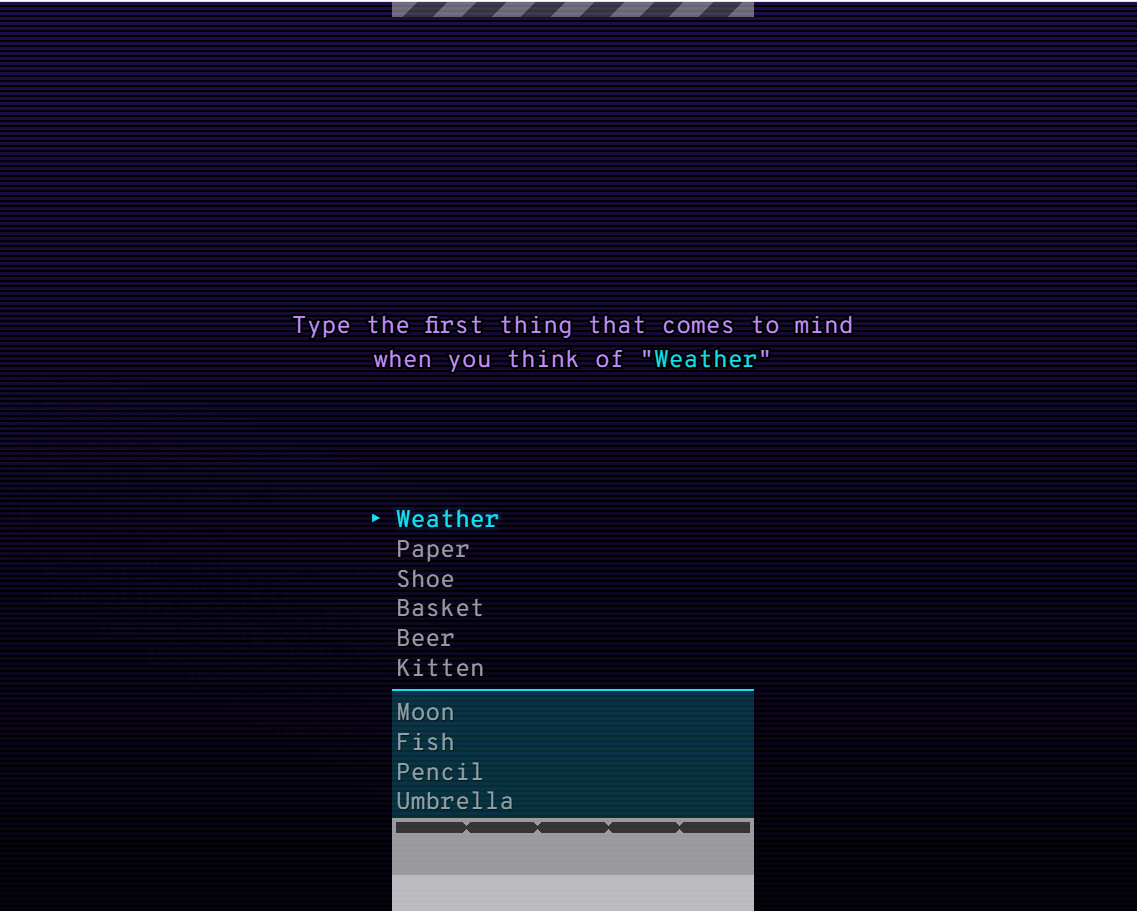 Type the first thing that comes to mind
when you think of "Weather"
▸ Weather
Paper
Shoe
Basket
Beer
Kitten
Moon
Fish
Pencil
Umbrella